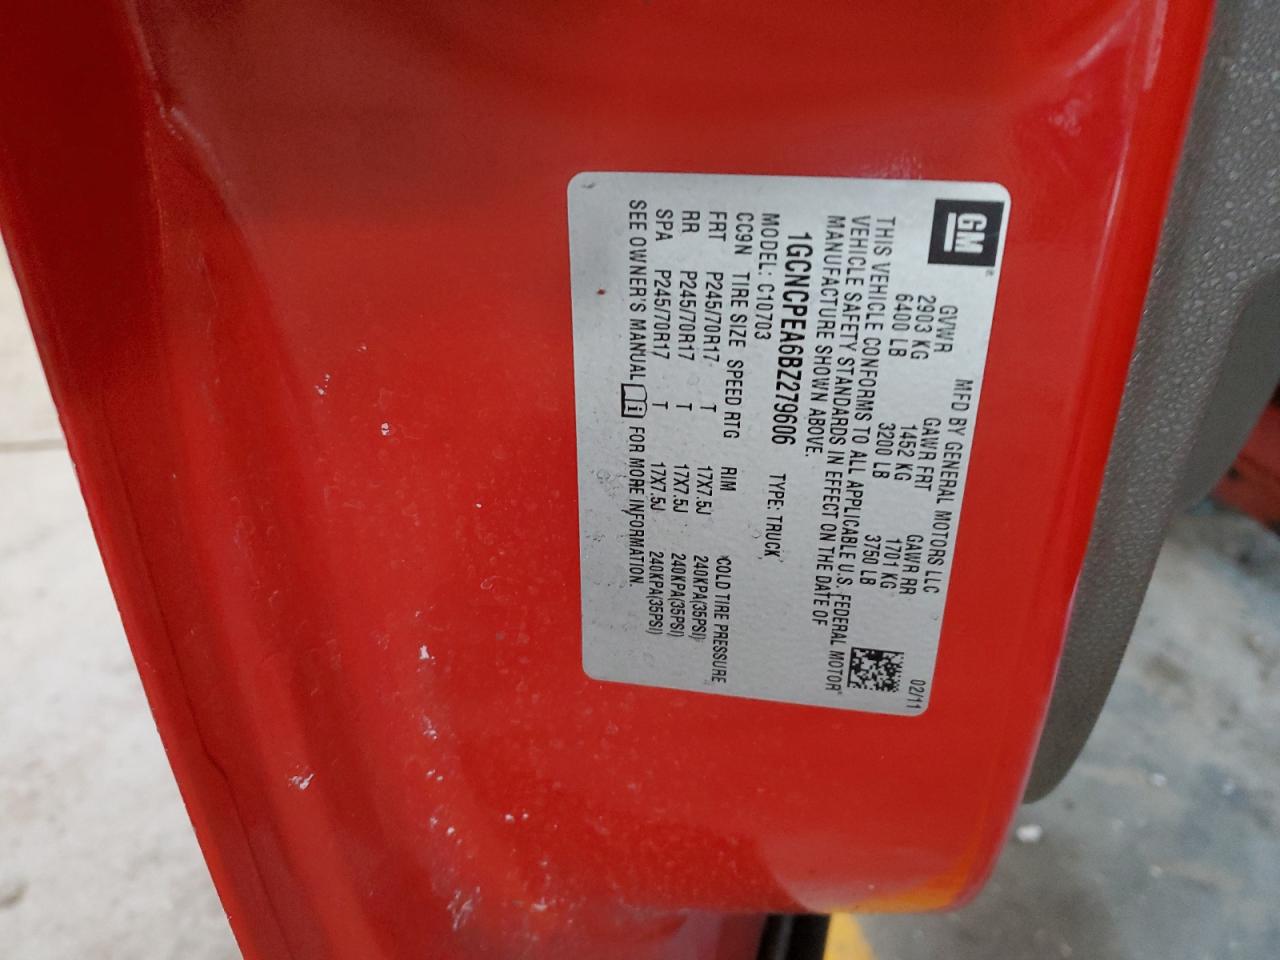 GM
MFD BY GENERAL MOTORS LLC 02/11
GVWR GAWR FRT GAWR RR
2903 KG 1452 KG 1701 KG
6400 LB 3200 LB 3750 LB
THIS VEHICLE CONFORMS TO ALL APPLICABLE U.S. FEDERAL MOTOR
VEHICLE SAFETY STANDARDS IN EFFECT ON THE DATE OF
MANUFACTURE SHOWN ABOVE.
1GCNCPEA6BZ279606 TYPE: TRUCK
MODEL: C10703
CC9N TIRE SIZE SPEED RTG RIM COLD TIRE PRESSURE
FRT P245/70R17 T 17X7.5J 240KPA(35PSI)
RR P245/70R17 T 17X7.5J 240KPA(35PSI)
SPA P245/70R17 T 17X7.5J 240KPA(35PSI)
SEE OWNER'S MANUAL i FOR MORE INFORMATION.